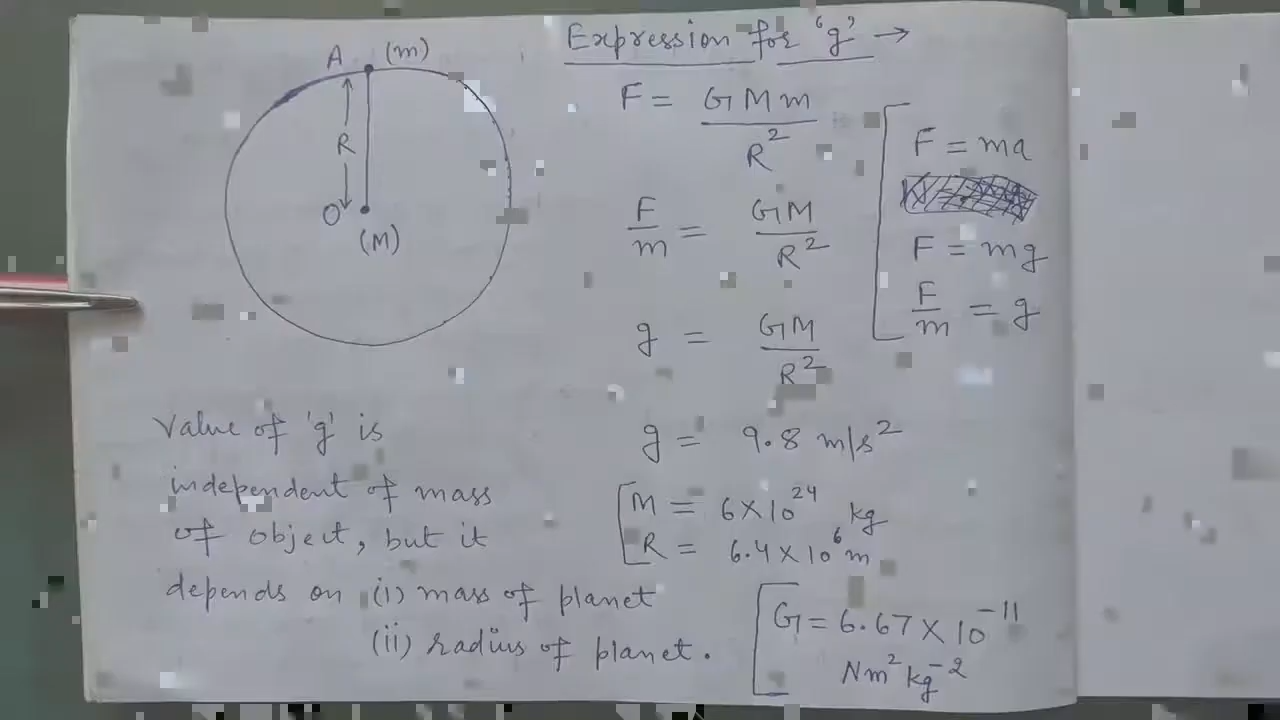 A (m)
R
O
(M)
Expression for 'g' →
F = GMm / R²
F/m = GM / R²
g = GM / R²
g = 9.8 m/s²
M = 6×10²⁴ kg
R = 6.4×10⁶ m
G = 6.67 × 10⁻¹¹
Nm² kg⁻²
F = ma
F = mg
F/m = g
Value of 'g' is
independent of mass
of object, but it
depends on (i) mass of planet
(ii) radius of planet.